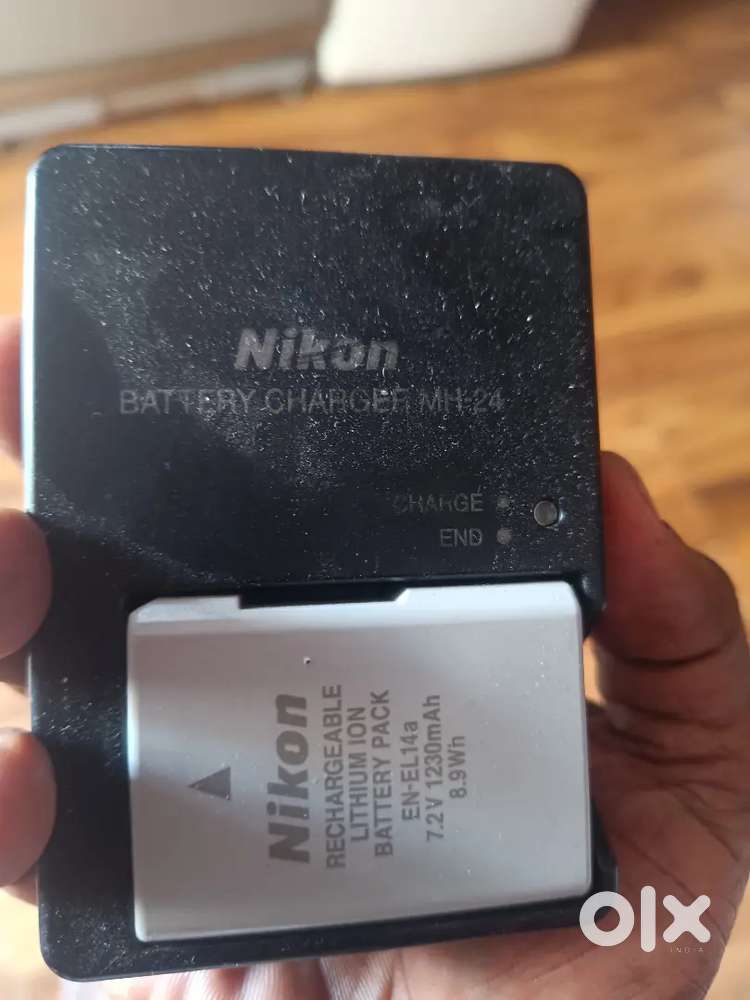 Nikon
BATTERY CHARGER MH-24
CHARGE
END
Nikon
RECHARGEABLE
LITHIUM ION
BATTERY PACK
EN-EL14a
7.2V 1230mAh
8.9Wh
olx
INDIA